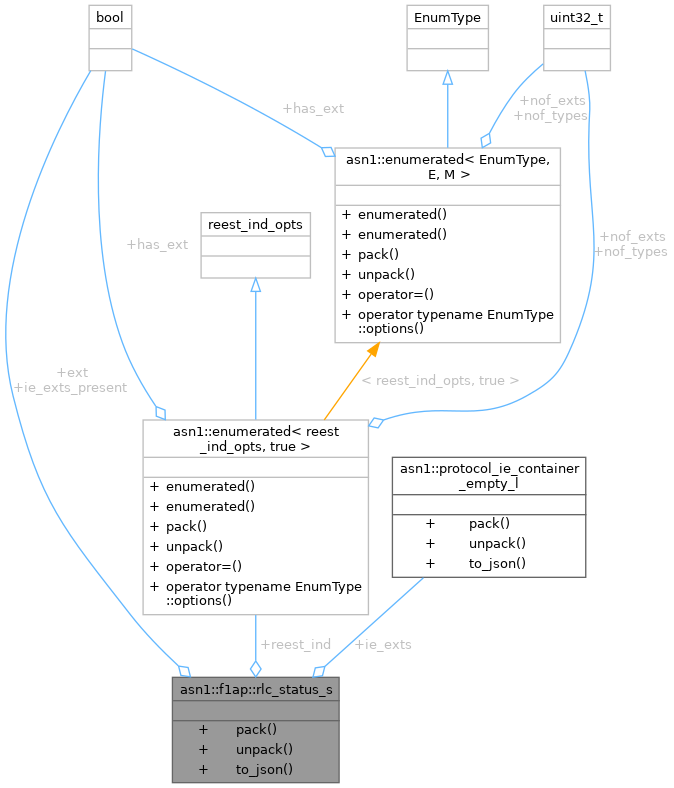 bool
EnumType
uint32_t
+has_ext
+nof_exts
+nof_types
asn1::enumerated< EnumType,
E, M >
+ enumerated()
+ enumerated()
+ pack()
+ unpack()
+ operator=()
+ operator typename EnumType
::options()
reest_ind_opts
+has_ext
+nof_exts
+nof_types
+ext
+ie_exts_present
< reest_ind_opts, true >
asn1::enumerated< reest
_ind_opts, true >
+ enumerated()
+ enumerated()
+ pack()
+ unpack()
+ operator=()
+ operator typename EnumType
::options()
asn1::protocol_ie_container
_empty_l
+ pack()
+ unpack()
+ to_json()
+reest_ind
+ie_exts
asn1::f1ap::rlc_status_s
+ pack()
+ unpack()
+ to_json()